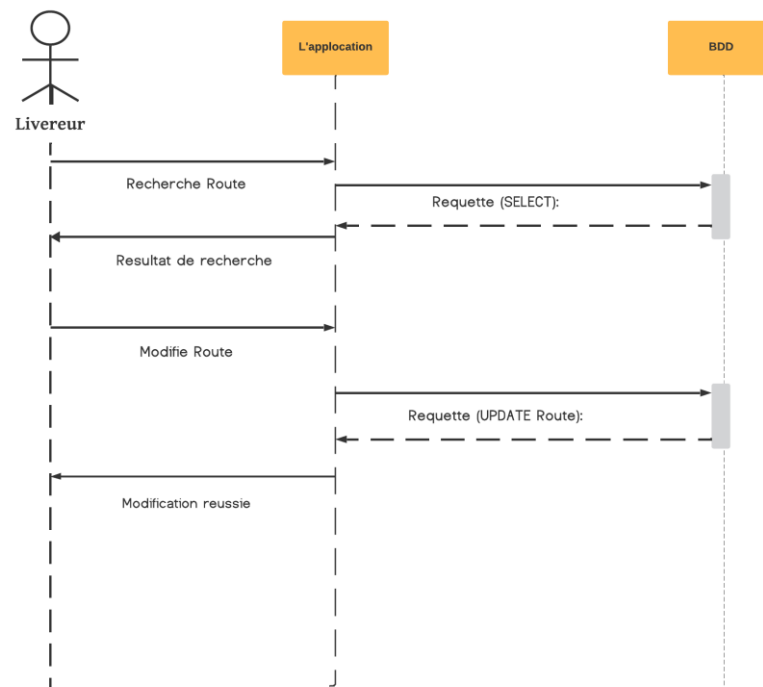 L'applocation
BDD
Livereur
Recherche Route
Requette (SELECT):
Resultat de recherche
Modifie Route
Requette (UPDATE Route):
Modification reussie